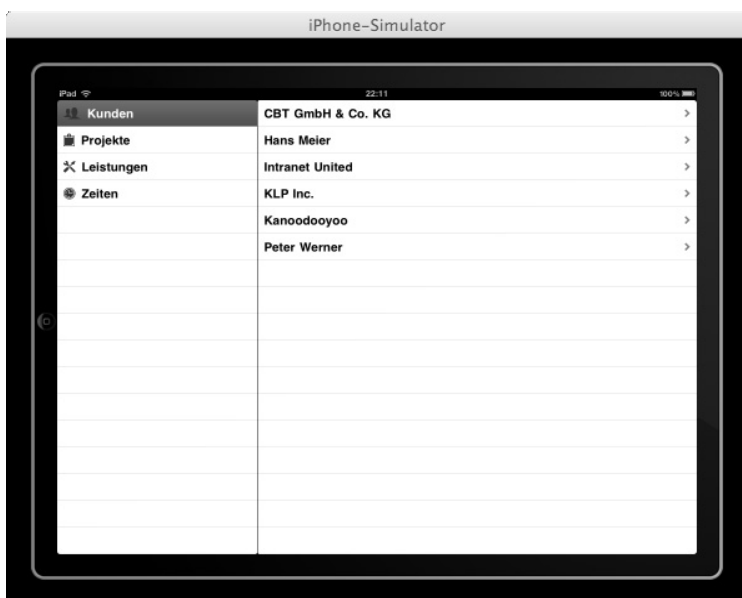 iPhone-Simulator
iPad 22:11 100%
Kunden
Projekte
Leistungen
Zeiten
CBT GmbH & Co. KG
Hans Meier
Intranet United
KLP Inc.
Kanoodooyoo
Peter Werner